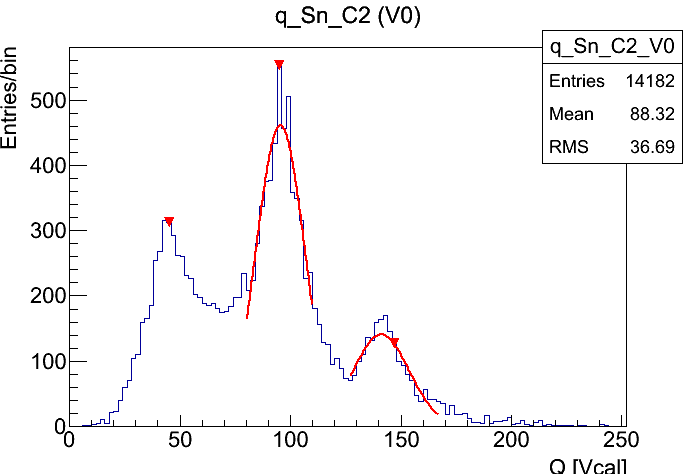 q_Sn_C2 (V0)
q_Sn_C2_V0
Entries 14182
Mean 88.32
RMS 36.69
Entries/bin
500
400
300
200
100
0
0 50 100 150 200 250
Q [Vcal]